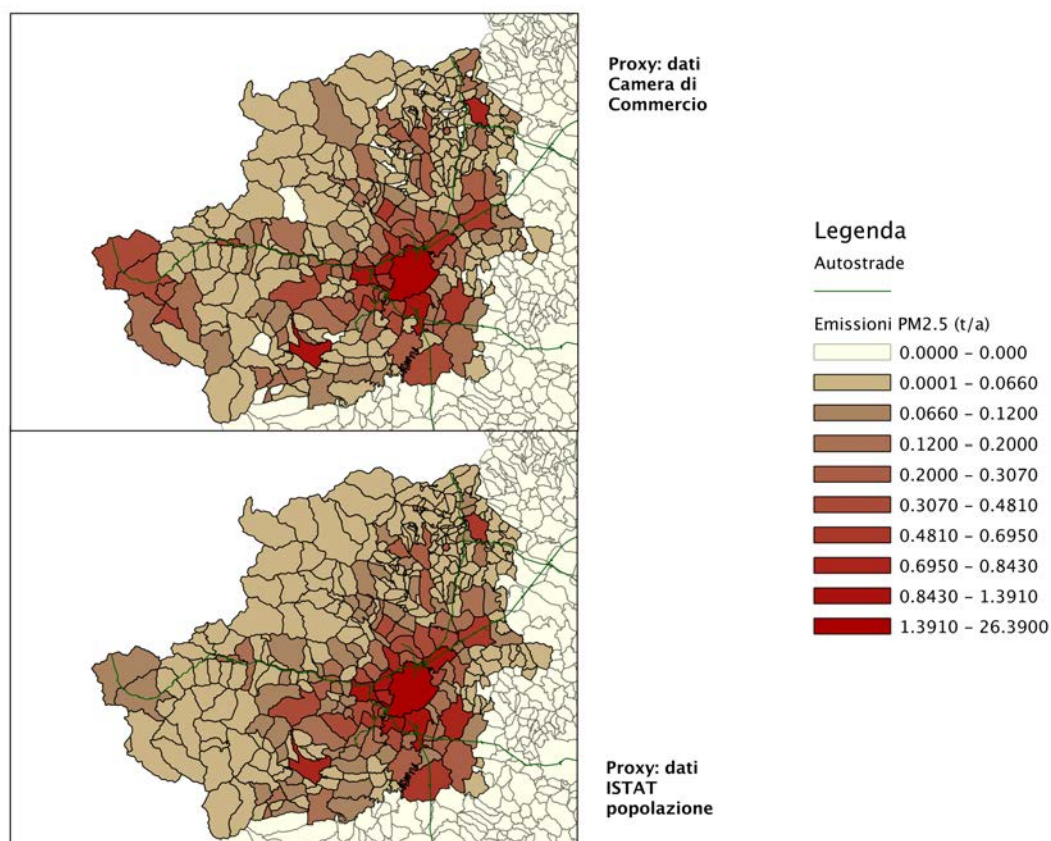 Proxy: dati
Camera di
Commercio
Legenda
Autostrade
Emissioni PM2.5 (t/a)
0.0000 – 0.000
0.0001 – 0.0660
0.0660 – 0.1200
0.1200 – 0.2000
0.2000 – 0.3070
0.3070 – 0.4810
0.4810 – 0.6950
0.6950 – 0.8430
0.8430 – 1.3910
1.3910 – 26.3900
Proxy: dati
ISTAT
popolazione